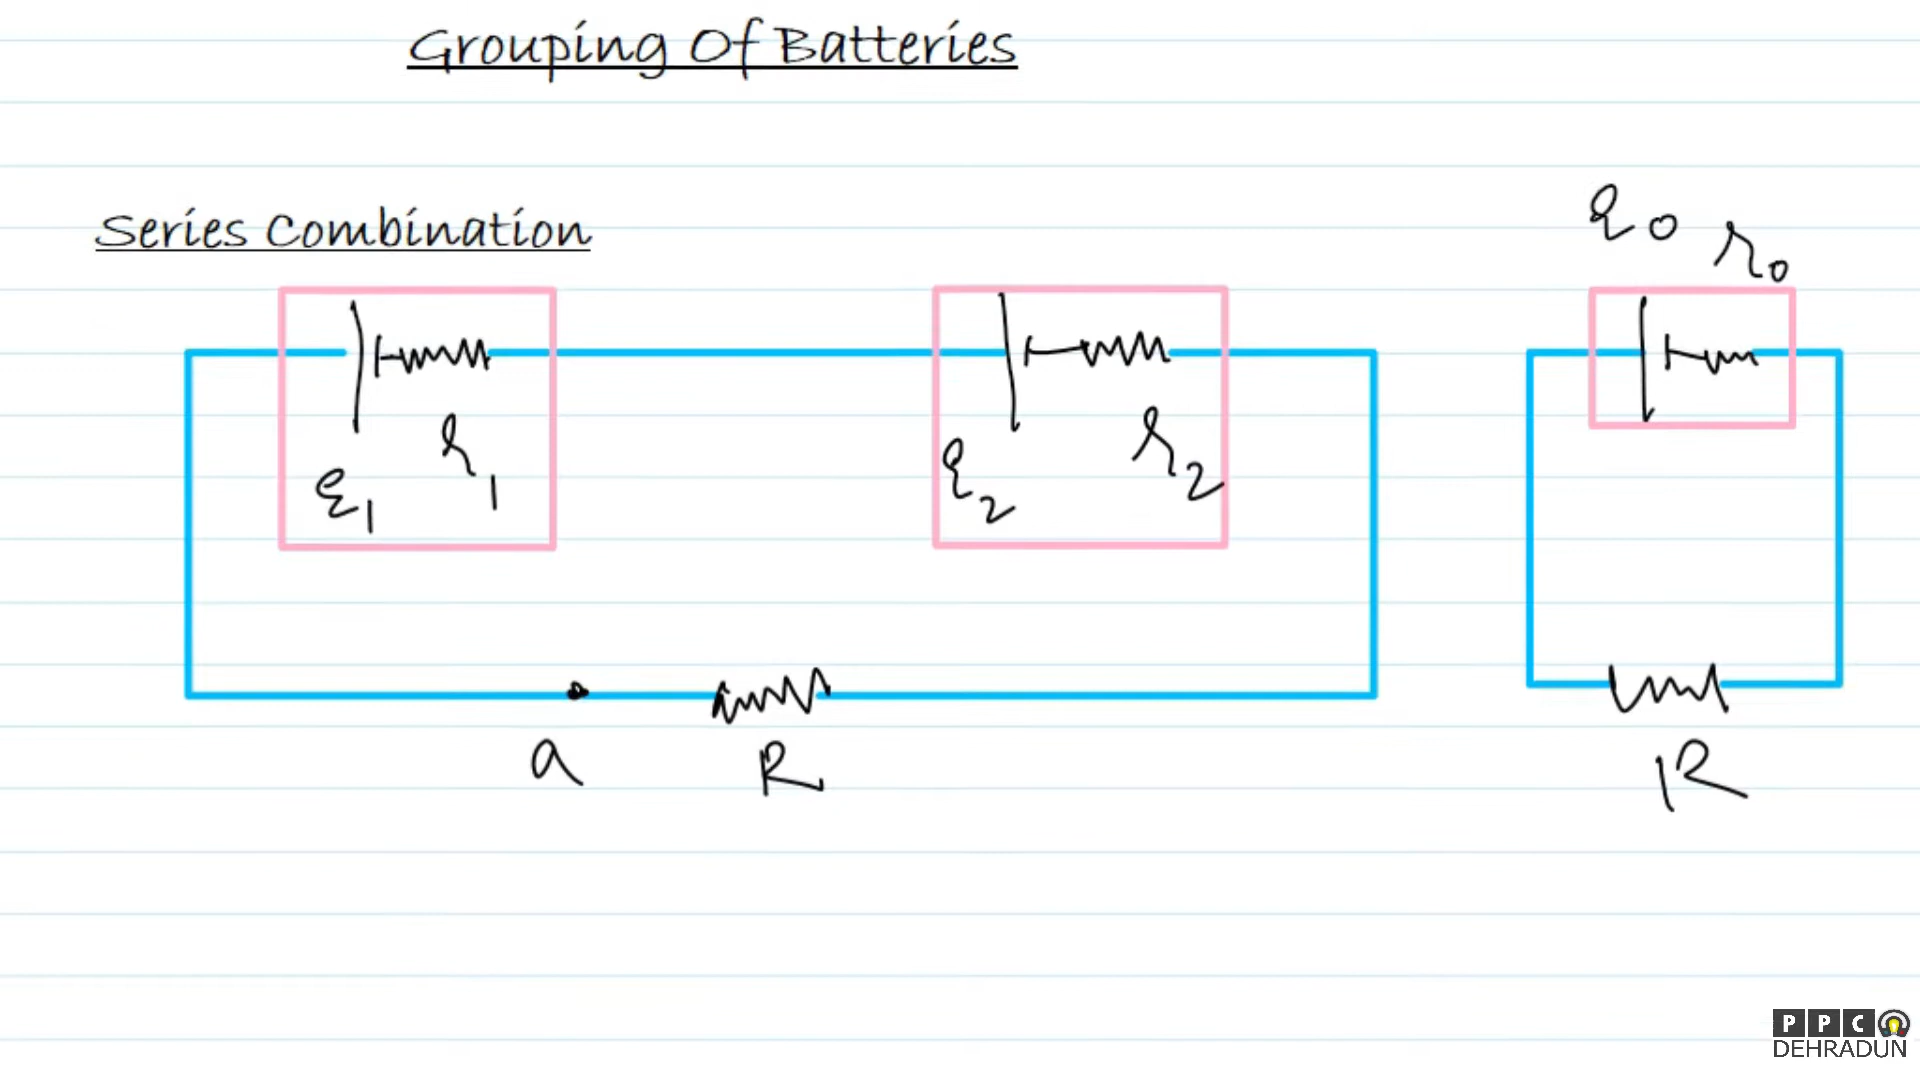 Grouping Of Batteries
Series Combination
ε0 r0
ε1 r1
ε2 r2
a R
R
PPC
DEHRADUN